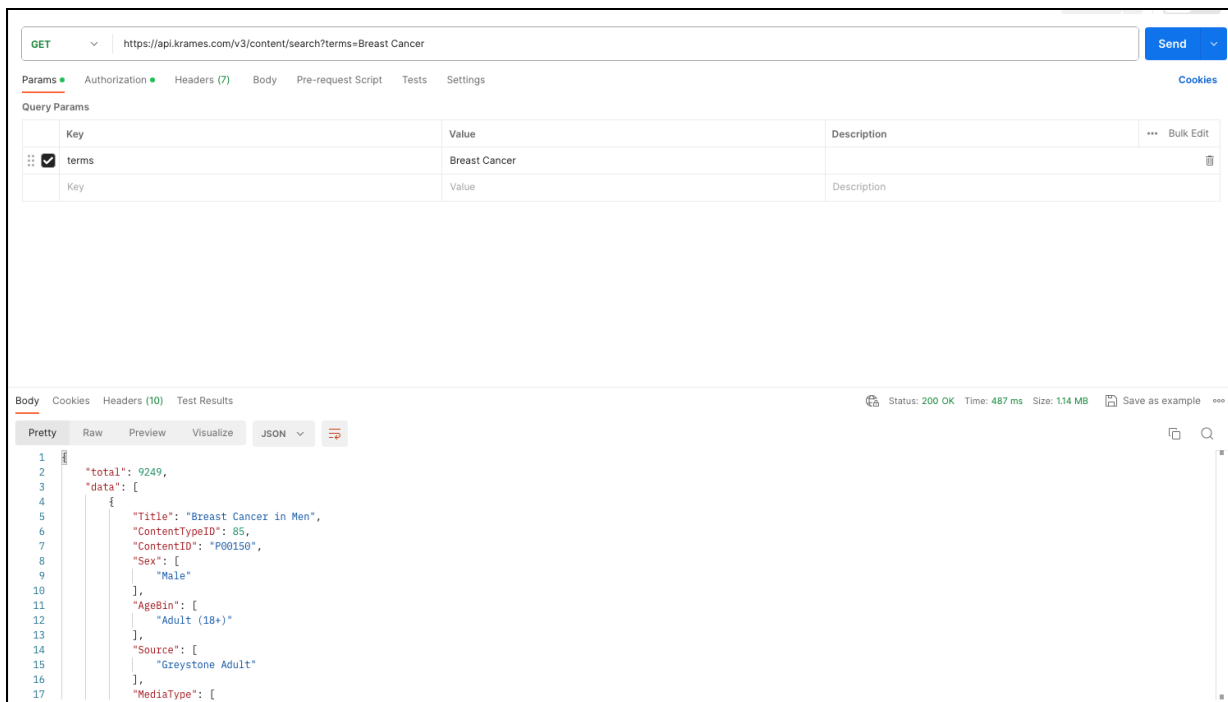 GET https://api.krames.com/v3/content/search?terms=Breast Cancer Send
Params Authorization Headers (7) Body Pre-request Script Tests Settings Cookies
Query Params
Key Value Description ••• Bulk Edit
terms Breast Cancer
Key Value Description
Body Cookies Headers (10) Test Results Status: 200 OK Time: 487 ms Size: 1.14 MB Save as example
Pretty Raw Preview Visualize JSON
1 {
2 "total": 9249,
3 "data": [
4 {
5 "Title": "Breast Cancer in Men",
6 "ContentTypeID": 85,
7 "ContentID": "P00150",
8 "Sex": [
9 "Male"
10 ],
11 "AgeBin": [
12 "Adult (18+)"
13 ],
14 "Source": [
15 "Greystone Adult"
16 ],
17 "MediaType": [